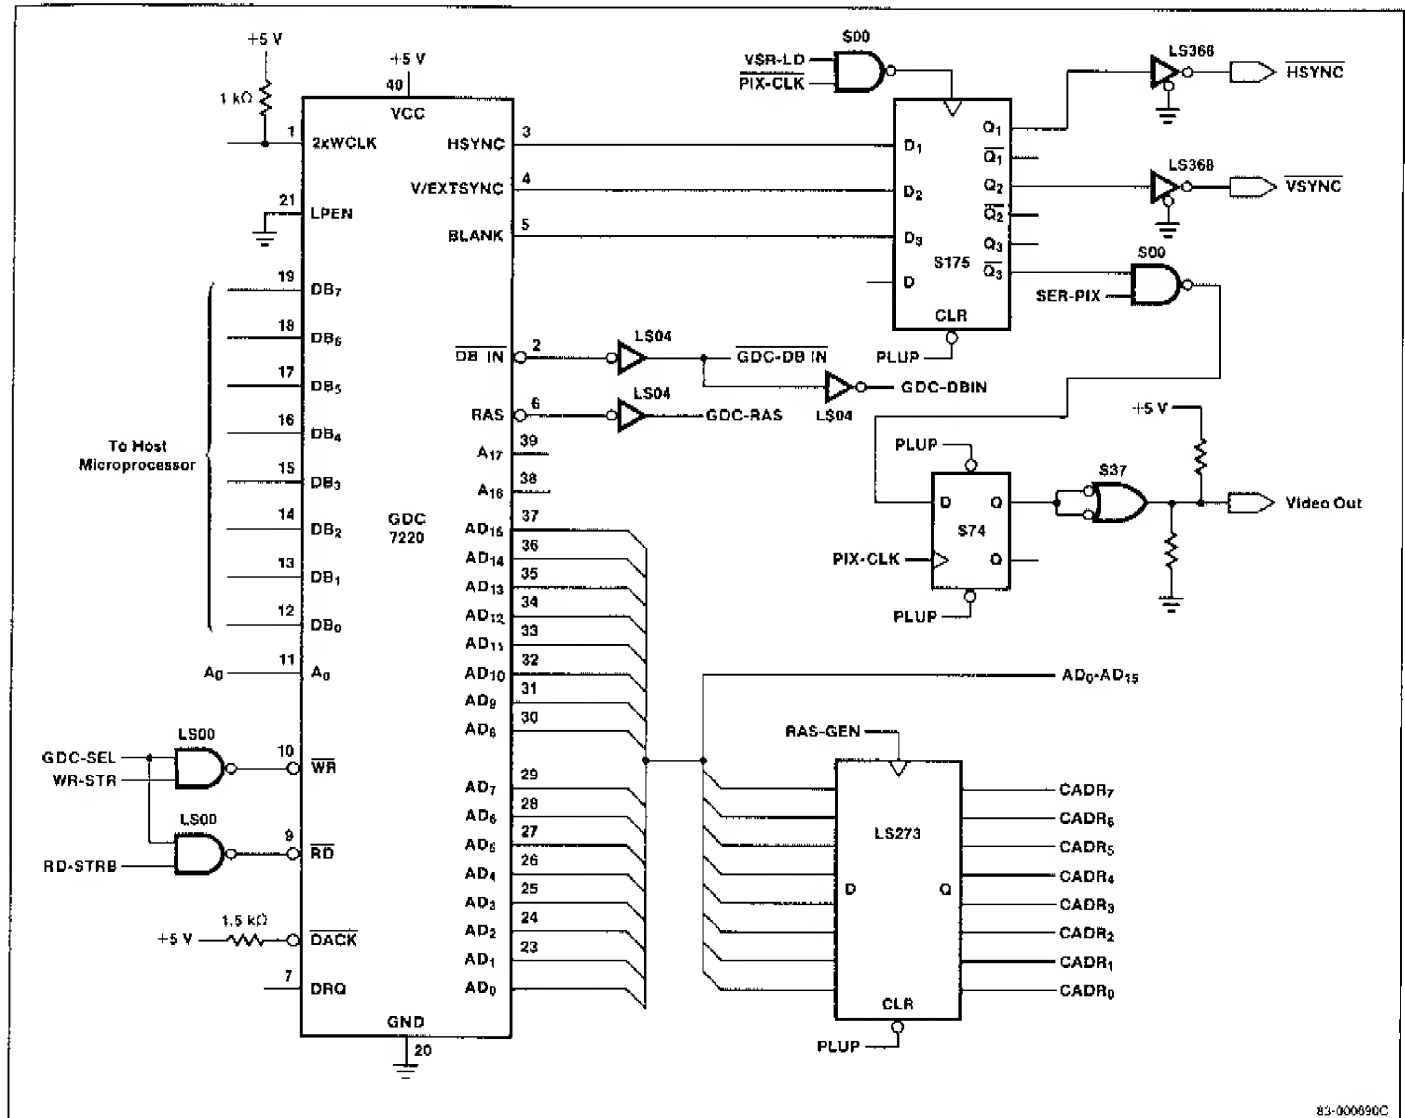 +5 V
1 kΩ
+5 V
40
VCC
1
2xWCLK
21
LPEN
19
DB7
18
DB6
17
DB5
16
DB4
15
DB3
14
DB2
13
DB1
12
DB0
To Host
Microprocessor
A0
11
A0
GDC-SEL
WR-STR
LS00
10
WR
LS00
RD-STRB
9
RD
+5 V
1.5 kΩ
DACK
7
DRQ
GND
20
GDC
7220
HSYNC
3
V/EXTSYNC
4
BLANK
5
DB IN
2
LS04
GDC-DB IN
LS04
GDC-DBIN
RAS
6
LS04
GDC-RAS
A17
39
A16
38
AD15
37
AD14
36
AD13
35
AD12
34
AD11
33
AD10
32
AD9
31
AD8
30
AD7
29
AD6
28
AD5
27
AD4
26
AD3
25
AD2
24
AD1
23
AD0
VSR-LD
PIX-CLK
S00
D1
D2
D3
D
S175
Q1
Q1
Q2
Q2
Q3
Q3
CLR
PLUP
LS366
HSYNC
LS368
VSYNC
S00
SER-PIX
PLUP
D
Q
S74
PIX-CLK
Q
PLUP
S37
+5 V
Video Out
AD0-AD15
RAS-GEN
LS273
D
Q
CLR
PLUP
CADR7
CADR6
CADR5
CADR4
CADR3
CADR2
CADR1
CADR0
83-000690C